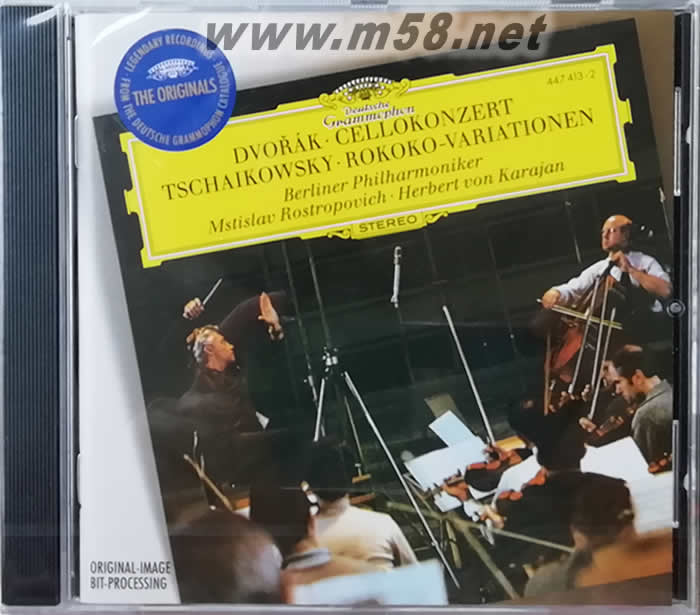 www.m58.net
LEGENDARY RECORDINGS
FROM THE DEUTSCHE GRAMMOPHON CATALOGUE
THE ORIGINALS
Deutsche
Grammophon
447 413-2
DVOŘÁK · CELLOKONZERT
TSCHAIKOWSKY · ROKOKO-VARIATIONEN
Berliner Philharmoniker
Mstislav Rostropovich · Herbert von Karajan
STEREO
ORIGINAL-IMAGE
BIT-PROCESSING